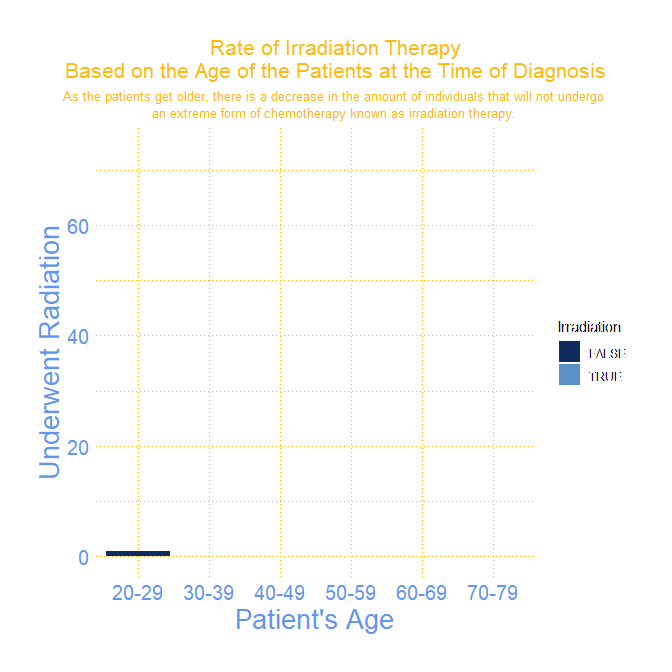 Rate of Irradiation Therapy
Based on the Age of the Patients at the Time of Diagnosis
As the patients get older, there is a decrease in the amount of individuals that will not undergo
an extreme form of chemotherapy known as irradiation therapy.
Underwent Radiation
60
40
20
0
20-29 30-39 40-49 50-59 60-69 70-79
Patient's Age
Irradiation
FALSE
TRUE